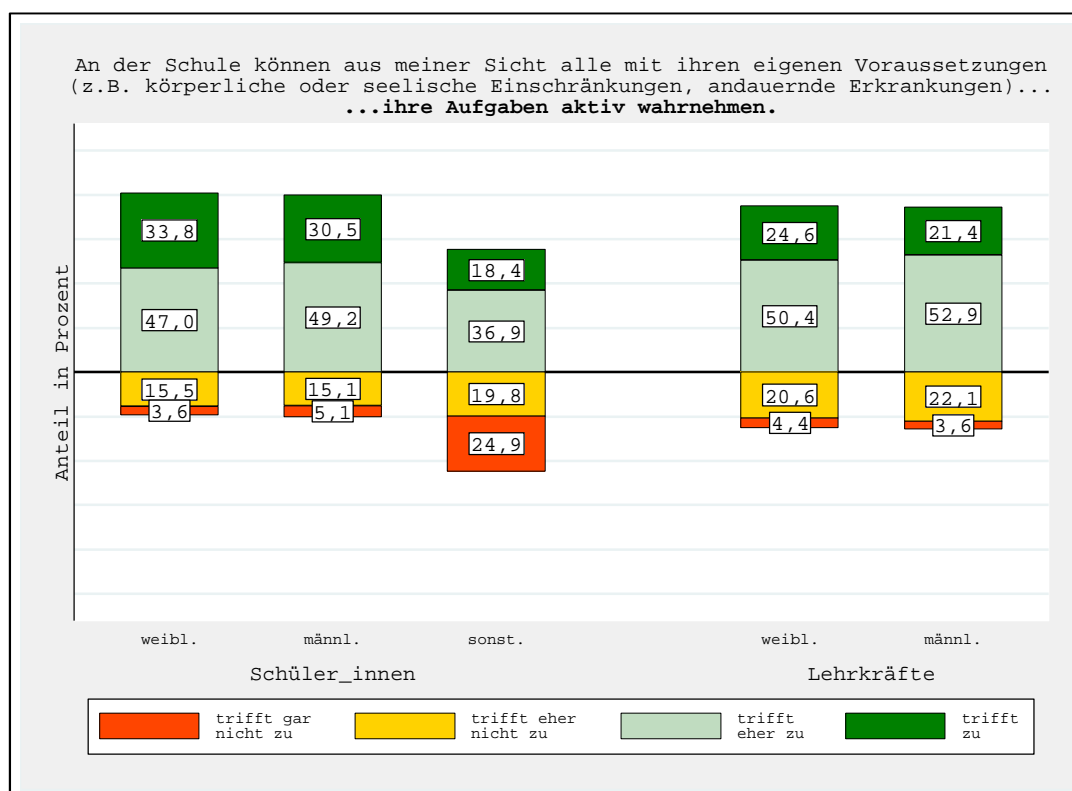 An der Schule können aus meiner Sicht alle mit ihren eigenen Voraussetzungen
(z.B. körperliche oder seelische Einschränkungen, andauernde Erkrankungen)...
...ihre Aufgaben aktiv wahrnehmen.
Anteil in Prozent
33,8
30,5
18,4
24,6
21,4
47,0
49,2
36,9
50,4
52,9
15,5
15,1
19,8
20,6
22,1
3,6
5,1
24,9
4,4
3,6
weibl. männl. sonst. weibl. männl.
Schüler_innen Lehrkräfte
trifft gar
nicht zu
trifft eher
nicht zu
trifft
eher zu
trifft
zu